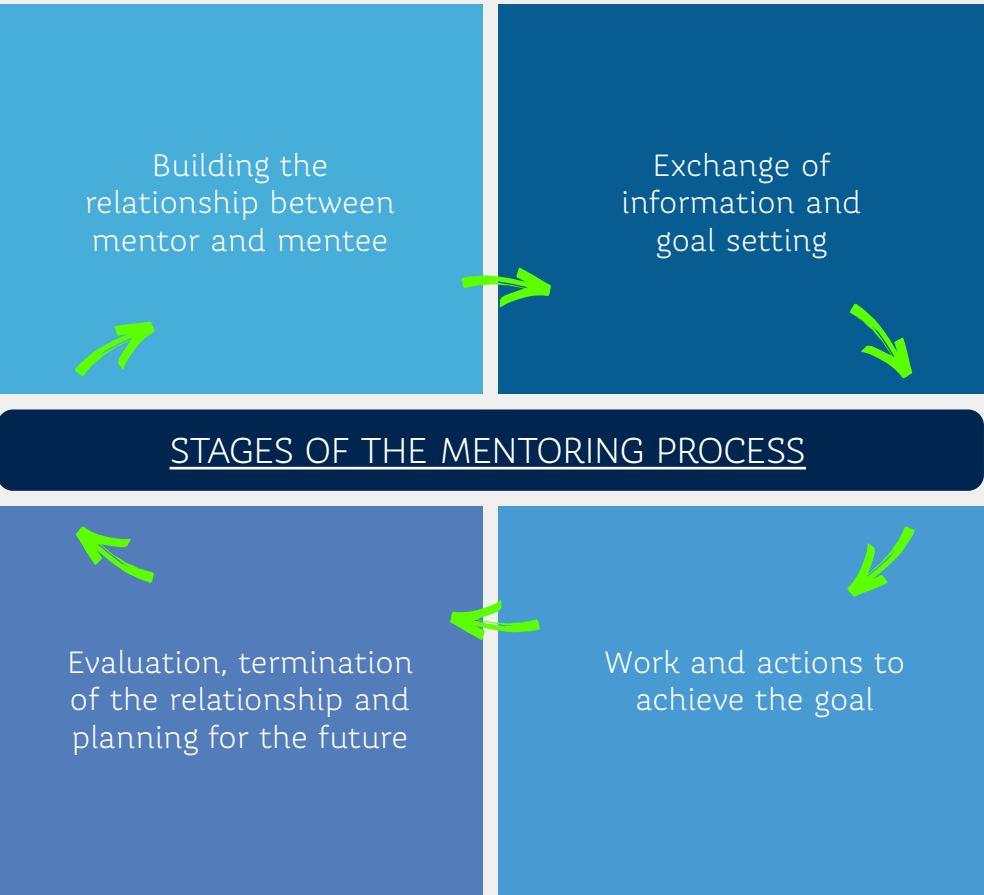 Building the
relationship between
mentor and mentee
Exchange of
information and
goal setting
STAGES OF THE MENTORING PROCESS
Evaluation, termination
of the relationship and
planning for the future
Work and actions to
achieve the goal